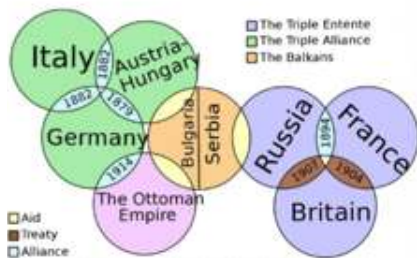 Italy
1882
Austria-
Hungary
The Triple Entente
The Triple Alliance
The Balkans
1882
1879
Germany
Bulgaria
Serbia
Russia
1894
France
1914
The Ottoman
Empire
1907
1904
Britain
Aid
Treaty
Alliance